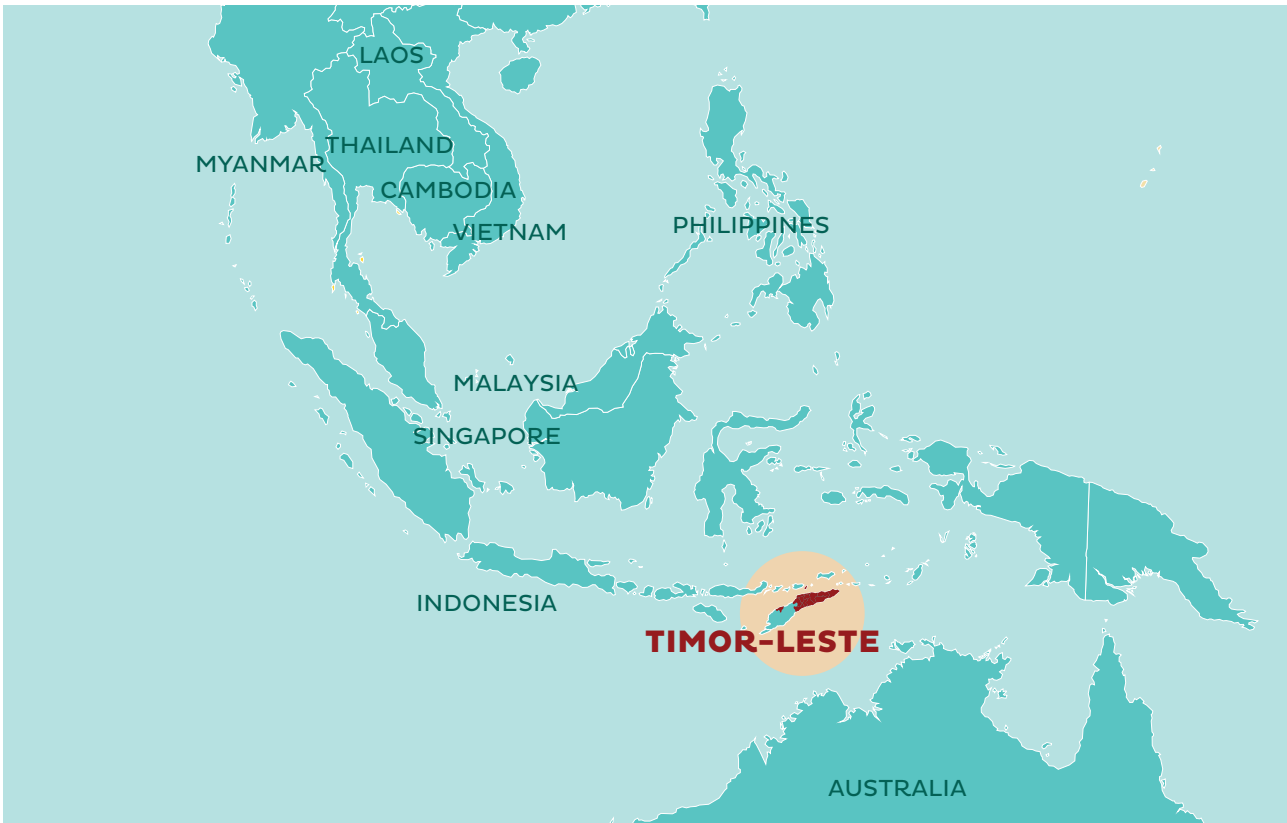 LAOS
THAILAND
MYANMAR
CAMBODIA
PHILIPPINES
VIETNAM
MALAYSIA
SINGAPORE
INDONESIA
TIMOR-LESTE
AUSTRALIA